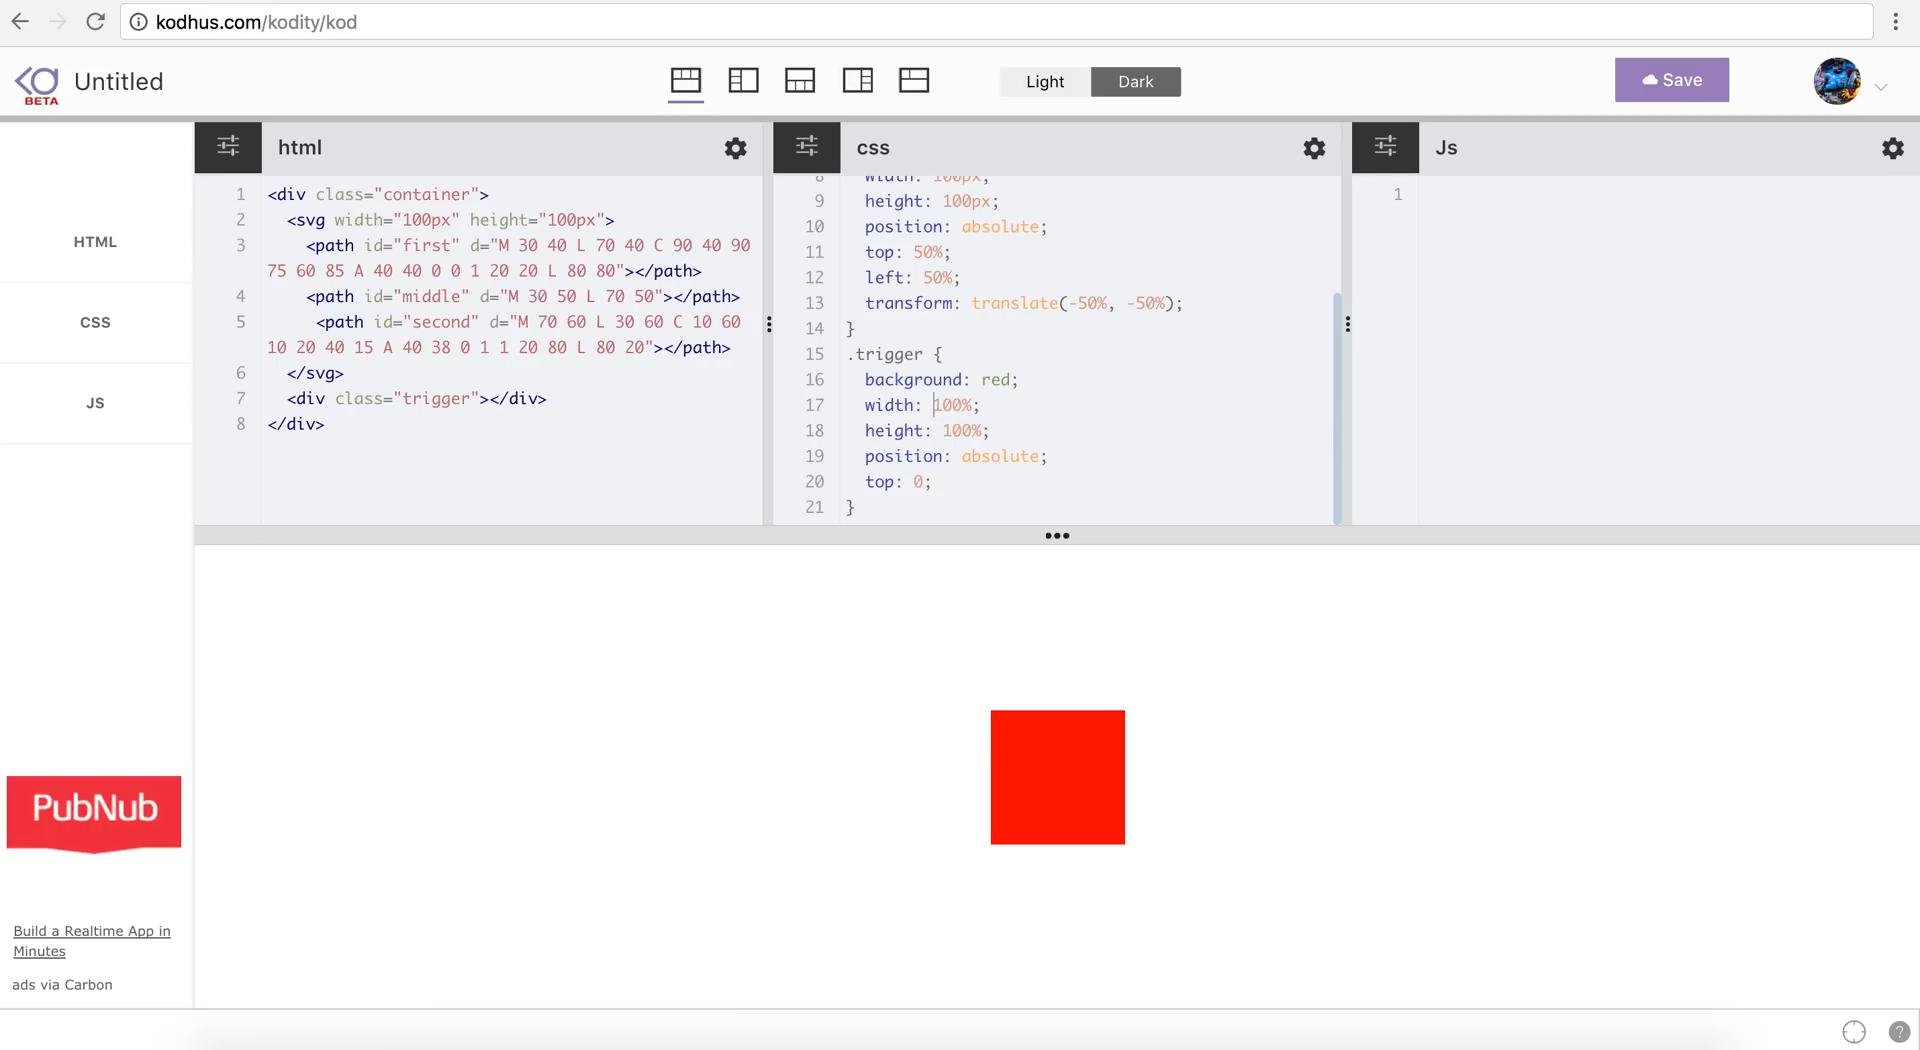 kodhus.com/kodity/kod
BETA
Untitled
Light
Dark
Save
HTML
CSS
JS
html
1 <div class="container">
2 <svg width="100px" height="100px">
3 <path id="first" d="M 30 40 L 70 40 C 90 40 90
75 60 85 A 40 40 0 0 1 20 20 L 80 80"></path>
4 <path id="middle" d="M 30 50 L 70 50"></path>
5 <path id="second" d="M 70 60 L 30 60 C 10 60
10 20 40 15 A 40 38 0 1 1 20 80 L 80 20"></path>
6 </svg>
7 <div class="trigger"></div>
8 </div>
css
8 width: 100px;
9 height: 100px;
10 position: absolute;
11 top: 50%;
12 left: 50%;
13 transform: translate(-50%, -50%);
14 }
15 .trigger {
16 background: red;
17 width: 100%;
18 height: 100%;
19 position: absolute;
20 top: 0;
21 }
Js
1
PubNub
Build a Realtime App in
Minutes
ads via Carbon
?